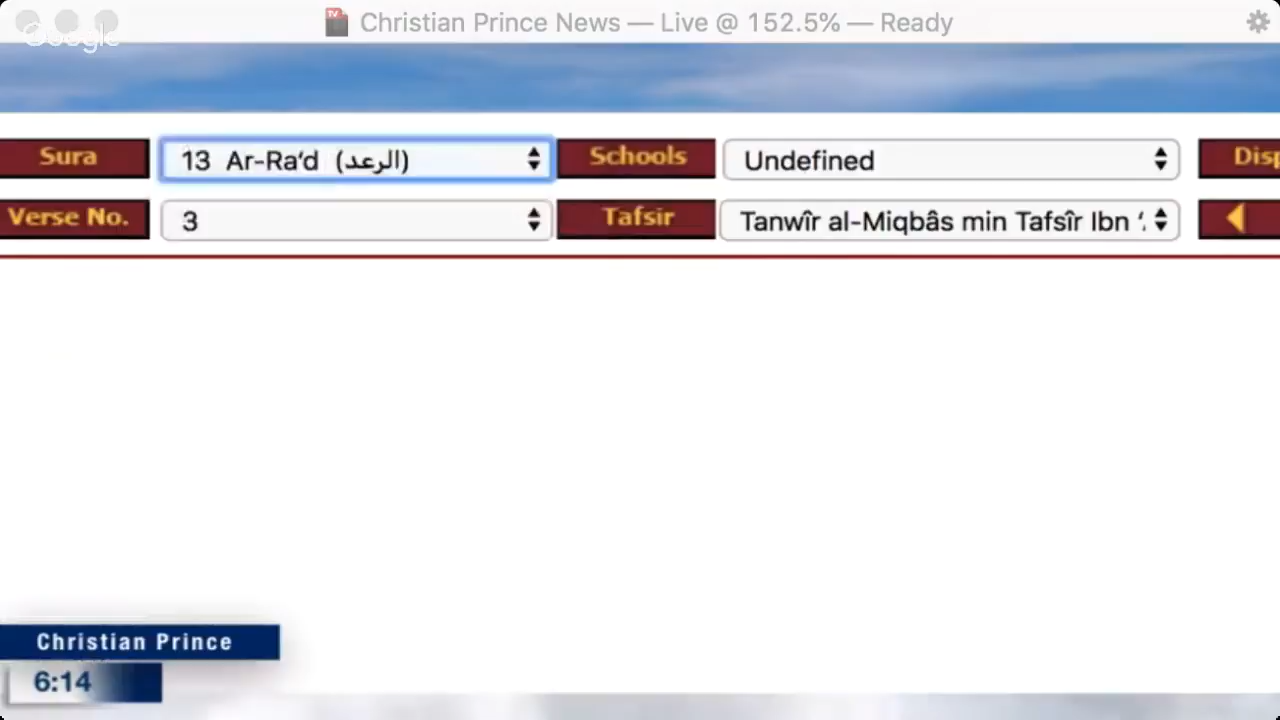 Christian Prince News — Live @ 152.5% — Ready
Google
Sura 13 Ar-Ra‘d (الرعد) Schools Undefined
Verse No. 3 Tafsir Tanwîr al-Miqbâs min Tafsîr Ibn ‘
Christian Prince
6:14